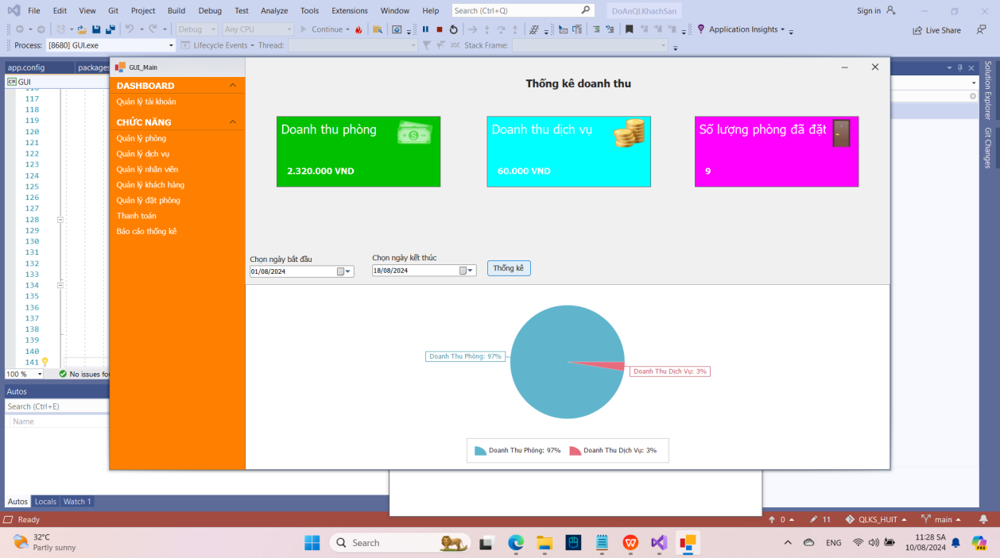 File Edit View Git Project Build Debug Test Analyze Tools Extensions Window Help Search (Ctrl+Q) DoAnQLKhachSan Sign in
Debug Any CPU Continue Application Insights Live Share
Process: [8680] GUI.exe Lifecycle Events Thread: Stack Frame:
app.config packages
GUI
117
118
119
120
121
122
123
124
125
126
127
128
129
130
131
132
133
134
135
136
137
138
139
140
141
100 % No issues fou
Autos
Search (Ctrl+E)
Name
Autos Locals Watch 1
GUI_Main
DASHBOARD
Quản lý tài khoản
CHỨC NĂNG
Quản lý phòng
Quản lý dịch vụ
Quản lý nhân viên
Quản lý khách hàng
Quản lý đặt phòng
Thanh toán
Báo cáo thống kê
Thống kê doanh thu
Doanh thu phòng
2.320.000 VND
Doanh thu dịch vụ
60.000 VND
Số lượng phòng đã đặt
9
Chọn ngày bắt đầu
01/08/2024
Chọn ngày kết thúc
18/08/2024
Thống kê
Doanh Thu Phòng: 97%
Doanh Thu Dịch Vụ: 3%
Doanh Thu Phòng: 97% Doanh Thu Dịch Vụ: 3%
Solution Explorer
Git Changes
Ready 0 11 QLKS_HUIT main
32°C
Partly sunny
Search
ENG
11:28 SA
10/08/2024
PRE